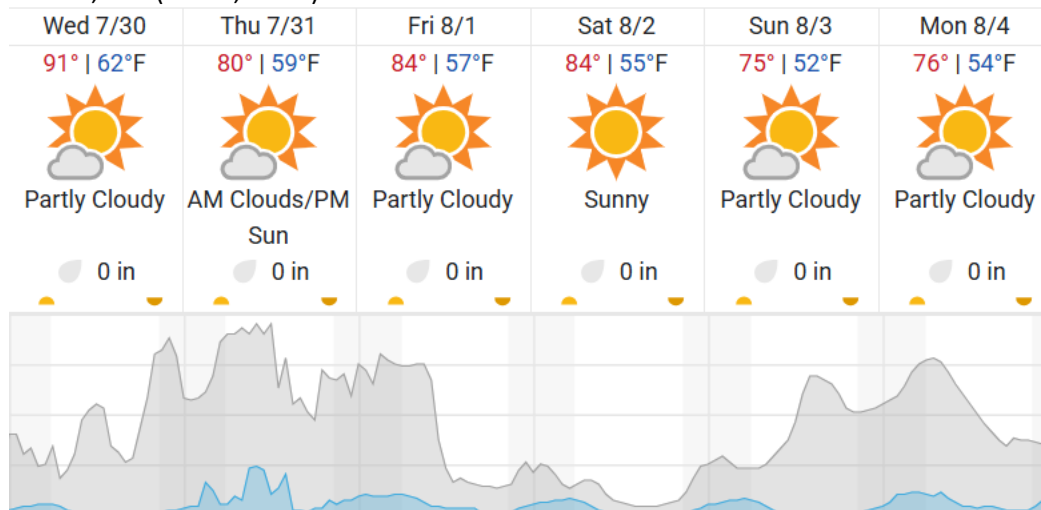 Wed 7/30 Thu 7/31 Fri 8/1 Sat 8/2 Sun 8/3 Mon 8/4
91° | 62°F 80° | 59°F 84° | 57°F 84° | 55°F 75° | 52°F 76° | 54°F
Partly Cloudy AM Clouds/PM Partly Cloudy Sunny Partly Cloudy Partly Cloudy
Sun
0 in 0 in 0 in 0 in 0 in 0 in